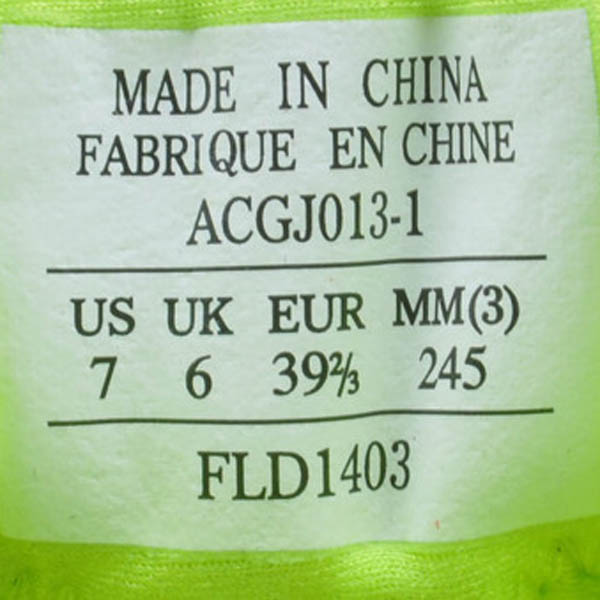 MADE IN CHINA
FABRIQUE EN CHINE
ACGJ013-1
US UK EUR MM(3)
7 6 39⅔ 245
FLD1403